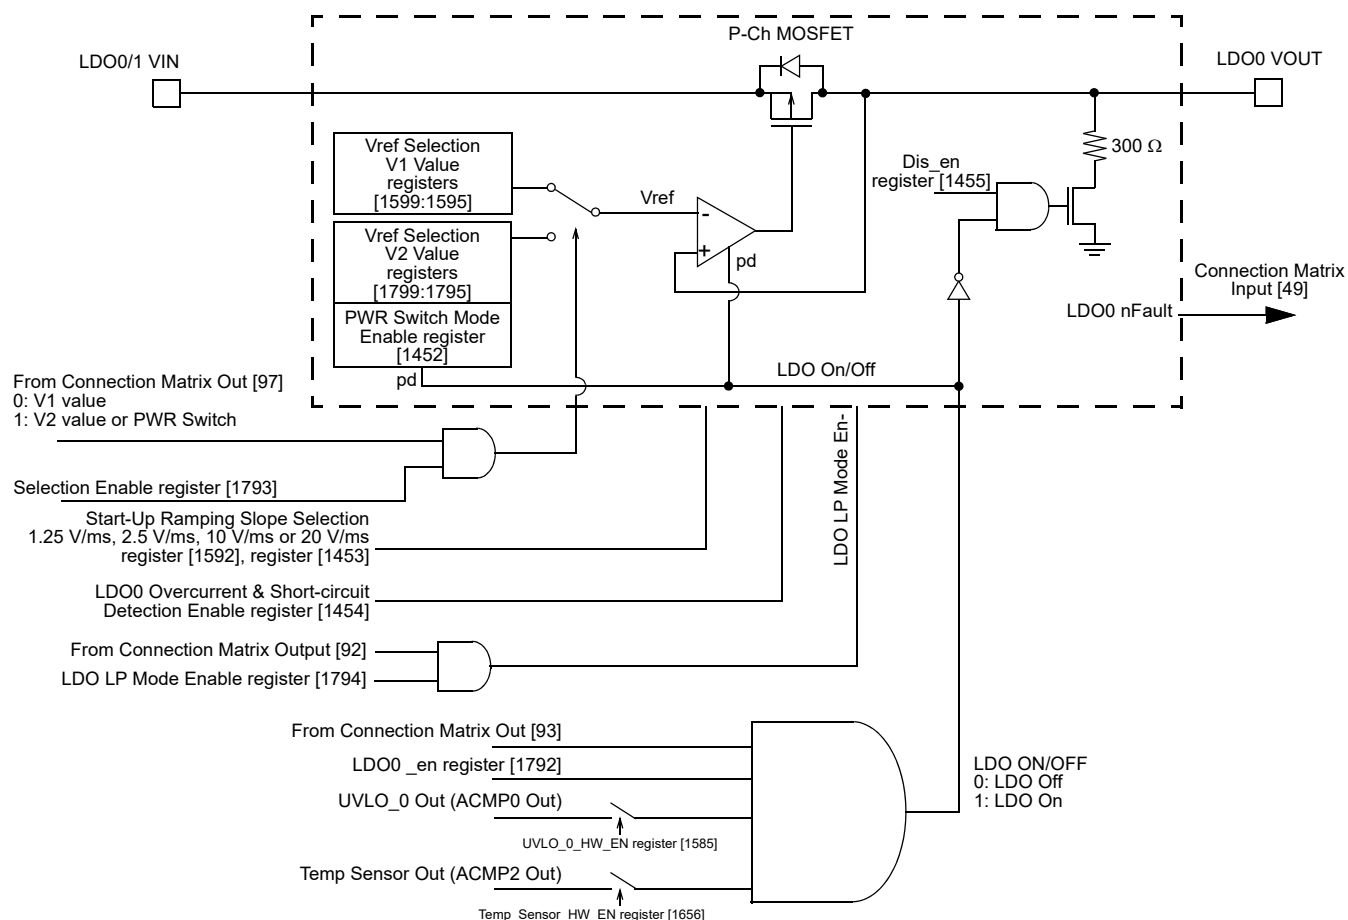 P-Ch MOSFET
LDO0/1 VIN
LDO0 VOUT
Vref Selection
V1 Value
registers
[1599:1595]
Vref
-
+
pd
Vref Selection
V2 Value
registers
[1799:1795]
PWR Switch Mode
Enable register
[1452]
pd
Dis_en
register [1455]
300 Ω
Connection Matrix
Input [49]
LDO0 nFault
LDO On/Off
From Connection Matrix Out [97]
0: V1 value
1: V2 value or PWR Switch
Selection Enable register [1793]
Start-Up Ramping Slope Selection
1.25 V/ms, 2.5 V/ms, 10 V/ms or 20 V/ms
register [1592], register [1453]
LDO0 Overcurrent & Short-circuit
Detection Enable register [1454]
LDO LP Mode En-
From Connection Matrix Output [92]
LDO LP Mode Enable register [1794]
From Connection Matrix Out [93]
LDO0 _en register [1792]
UVLO_0 Out (ACMP0 Out)
UVLO_0_HW_EN register [1585]
Temp Sensor Out (ACMP2 Out)
Temp_Sensor_HW_EN register [1656]
LDO ON/OFF
0: LDO Off
1: LDO On